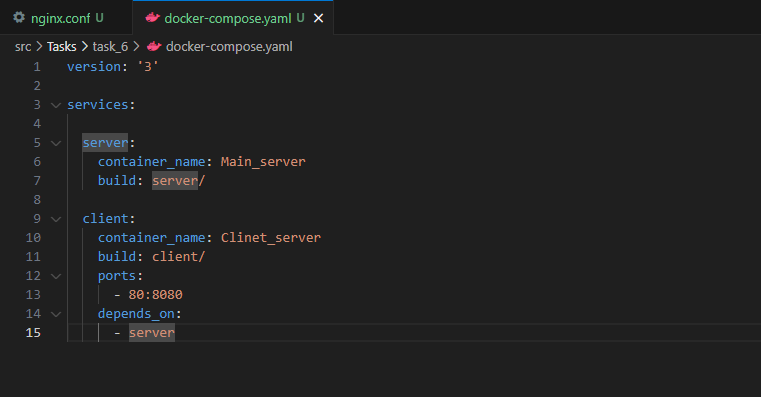 nginx.conf U docker-compose.yaml U ×
src > Tasks > task_6 > docker-compose.yaml
1 version: '3'
2
3 services:
4
5 server:
6 container_name: Main_server
7 build: server/
8
9 client:
10 container_name: Clinet_server
11 build: client/
12 ports:
13 - 80:8080
14 depends_on:
15 - server